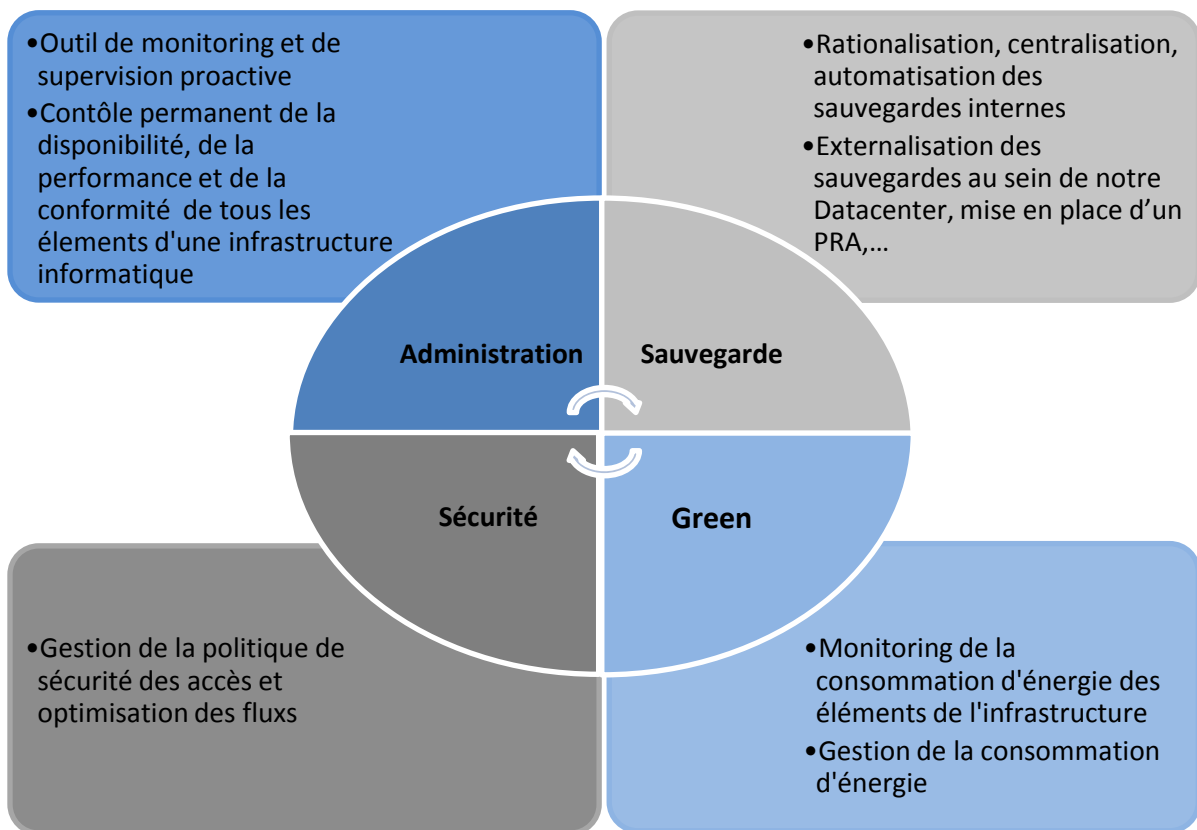 •Outil de monitoring et de
supervision proactive
•Contôle permanent de la
disponibilité, de la
performance et de la
conformité de tous les
élements d'une infrastructure
informatique
•Rationalisation, centralisation,
automatisation des
sauvegardes internes
•Externalisation des
sauvegardes au sein de notre
Datacenter, mise en place d’un
PRA,...
Administration
Sauvegarde
Sécurité
Green
•Gestion de la politique de
sécurité des accès et
optimisation des fluxs
•Monitoring de la
consommation d'énergie des
éléments de l'infrastructure
•Gestion de la consommation
d'énergie